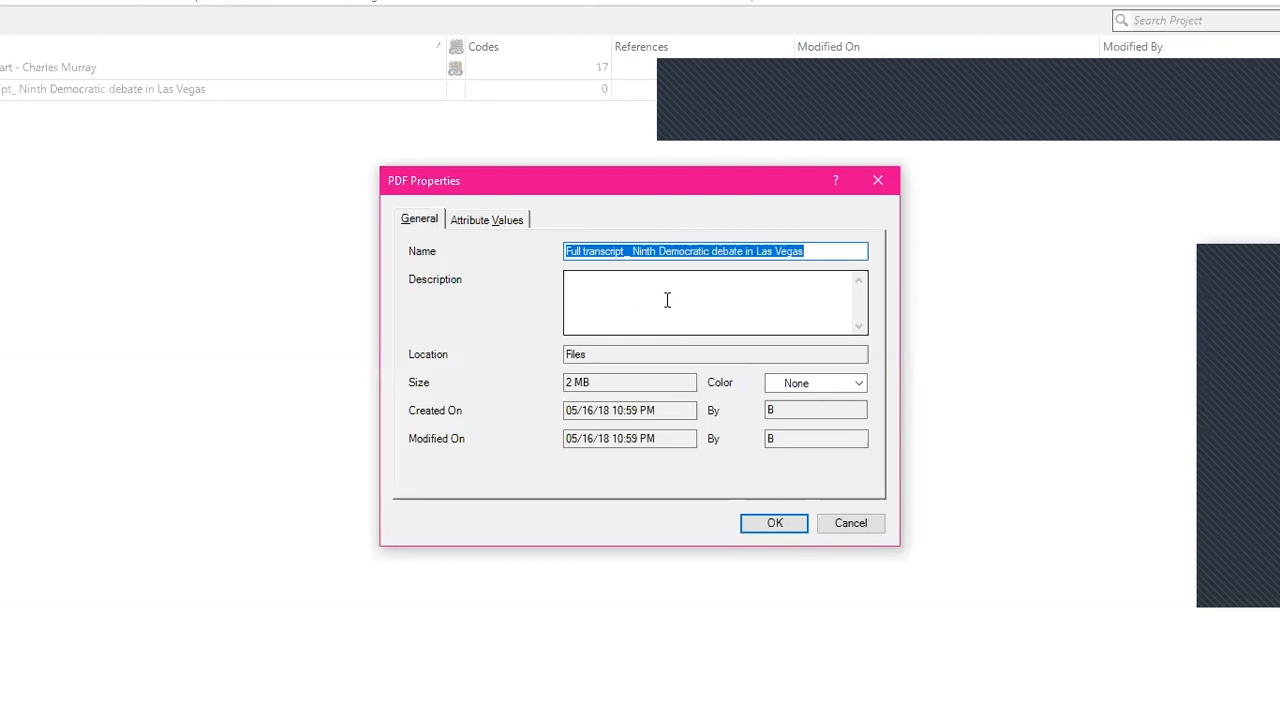 Search Project
Codes References Modified On Modified By
art - Charles Murray 17
pt_ Ninth Democratic debate in Las Vegas 0
PDF Properties ?
General Attribute Values
Name Full transcript_ Ninth Democratic debate in Las Vegas
Description
Location Files
Size 2 MB Color None
Created On 05/16/18 10:59 PM By B
Modified On 05/16/18 10:59 PM By B
OK Cancel